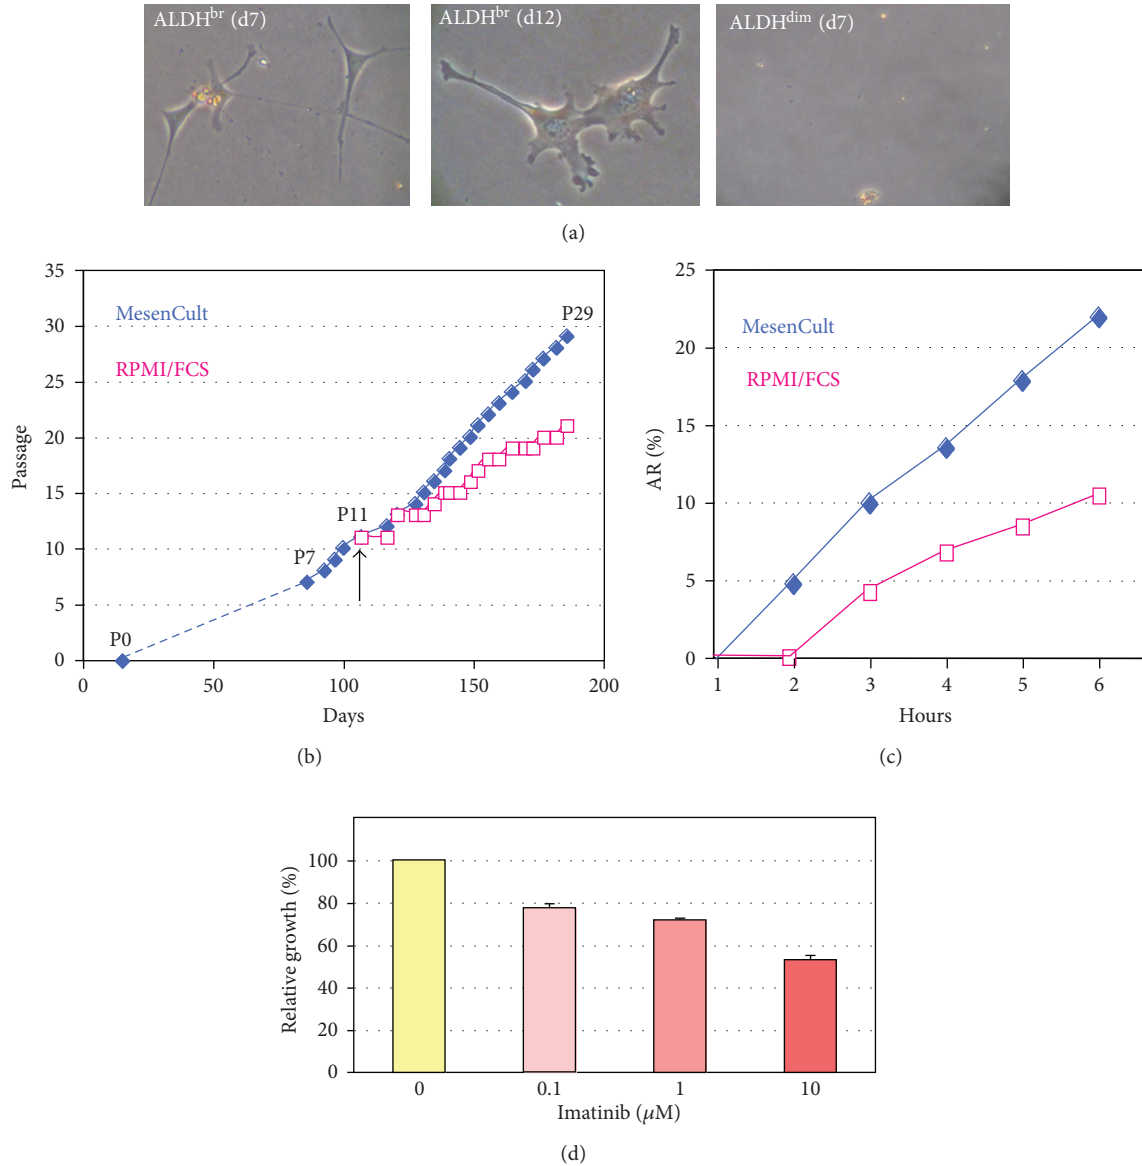 ALDHbr (d7)
ALDHbr (d12)
ALDHdim (d7)
(a)
35
30
25
20
15
10
5
0
Passage
MesenCult
RPMI/FCS
P0
P7
P11
P29
0 50 100 150 200
Days
(b)
25
20
15
10
5
0
AR (%)
MesenCult
RPMI/FCS
1 2 3 4 5 6
Hours
(c)
100
80
60
40
20
0
Relative growth (%)
0 0.1 1 10
Imatinib (μM)
(d)